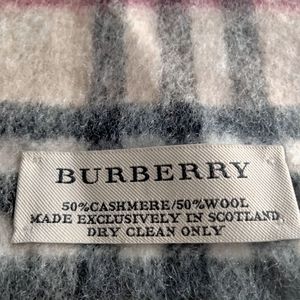 BURBERRY
50%CASHMERE/50%WOOL
MADE EXCLUSIVELY IN SCOTLAND
DRY CLEAN ONLY